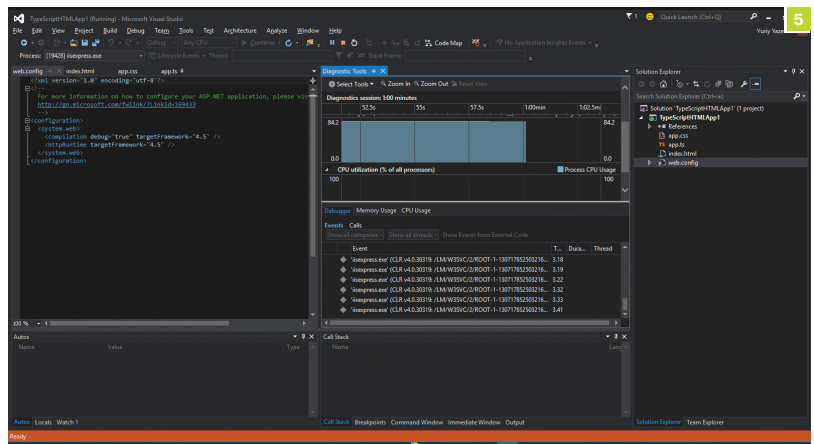 TypeScriptHTMLApp1 (Running) - Microsoft Visual Studio
1
Quick Launch (Ctrl+Q)
5
File Edit View Project Build Debug Team Tools Test Architecture Analyze Window Help
Yuriy
Debug Any CPU Continue Code Map No Application Insights Events
Process: [19428] iisexpress.exe Lifecycle Events Thread: Stack Frame:
web.config index.html app.css app.ts
<?xml version="1.0" encoding="utf-8"?>
<!--
For more information on how to configure your ASP.NET application, please
http://go.microsoft.com/fwlink/?LinkId=169433
-->
<configuration>
<system.web>
<compilation debug="true" targetFramework="4.5" />
<httpRuntime targetFramework="4.5" />
</system.web>
</configuration>
100 %
Diagnostic Tools
Select Tools Zoom In Zoom Out Reset View
Diagnostics session: 1:00 minutes
52.5s 55s 57.5s 1:00min 1:02.5mi
84.2 84.2
0.0 0.0
CPU utilization (% of all processors) Process CPU Usage
100 100
Debugger Memory Usage CPU Usage
Events Calls
Show all categories Show all threads Show Events from External Code
Event T... Dura... Thread
'iisexpress.exe' (CLR v4.0.30319: /LM/W3SVC/2/ROOT-1-130717852503216... 3.18
'iisexpress.exe' (CLR v4.0.30319: /LM/W3SVC/2/ROOT-1-130717852503216... 3.19
'iisexpress.exe' (CLR v4.0.30319: /LM/W3SVC/2/ROOT-1-130717852503216... 3.22
'iisexpress.exe' (CLR v4.0.30319: /LM/W3SVC/2/ROOT-1-130717852503216... 3.32
'iisexpress.exe' (CLR v4.0.30319: /LM/W3SVC/2/ROOT-1-130717852503216... 3.33
'iisexpress.exe' (CLR v4.0.30319: /LM/W3SVC/2/ROOT-1-130717852503216... 3.41
Solution Explorer
Search Solution Explorer (Ctrl+ж)
Solution 'TypeScriptHTMLApp1' (1 project)
TypeScriptHTMLApp1
References
app.css
TS app.ts
index.html
web.config
Autos
Name Value Type
Autos Locals Watch 1
Call Stack
Name Lang
Call Stack Breakpoints Command Window Immediate Window Output
Solution Explorer Team Explorer
Ready